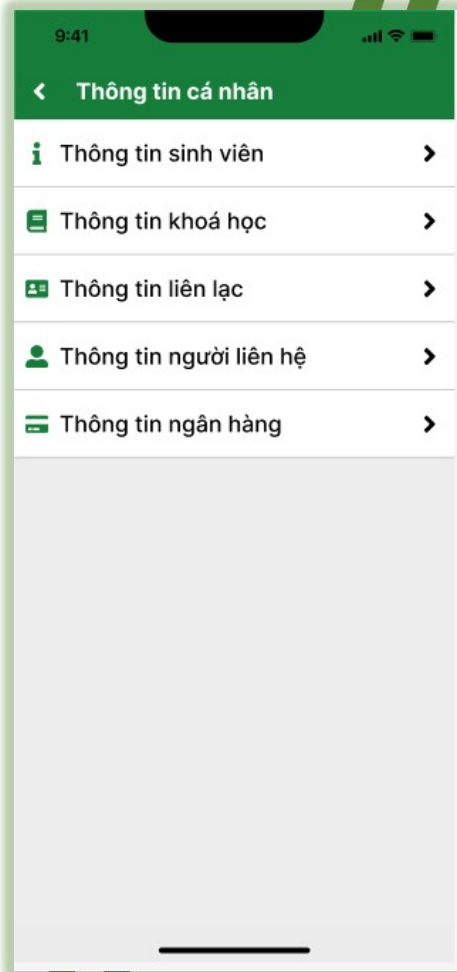 9:41
Thông tin cá nhân
Thông tin sinh viên
Thông tin khoá học
Thông tin liên lạc
Thông tin người liên hệ
Thông tin ngân hàng